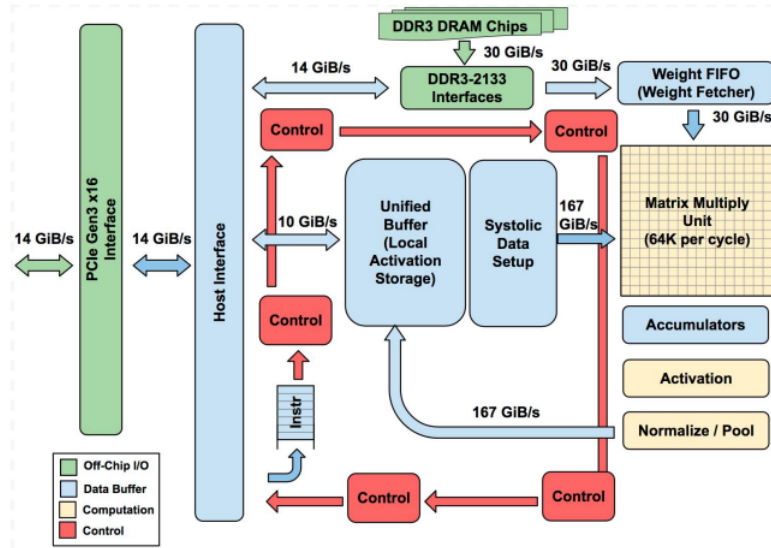 DDR3 DRAM Chips
30 GiB/s
14 GiB/s
DDR3-2133
Interfaces
30 GiB/s
Weight FIFO
(Weight Fetcher)
30 GiB/s
Control
Control
PCIe Gen3 x16
Interface
Host Interface
14 GiB/s
14 GiB/s
10 GiB/s
Unified
Buffer
(Local
Activation
Storage)
Systolic
Data
Setup
167
GiB/s
Matrix Multiply
Unit
(64K per cycle)
Control
Accumulators
Activation
Instr
167 GiB/s
Normalize / Pool
Off-Chip I/O
Data Buffer
Computation
Control
Control
Control
Control